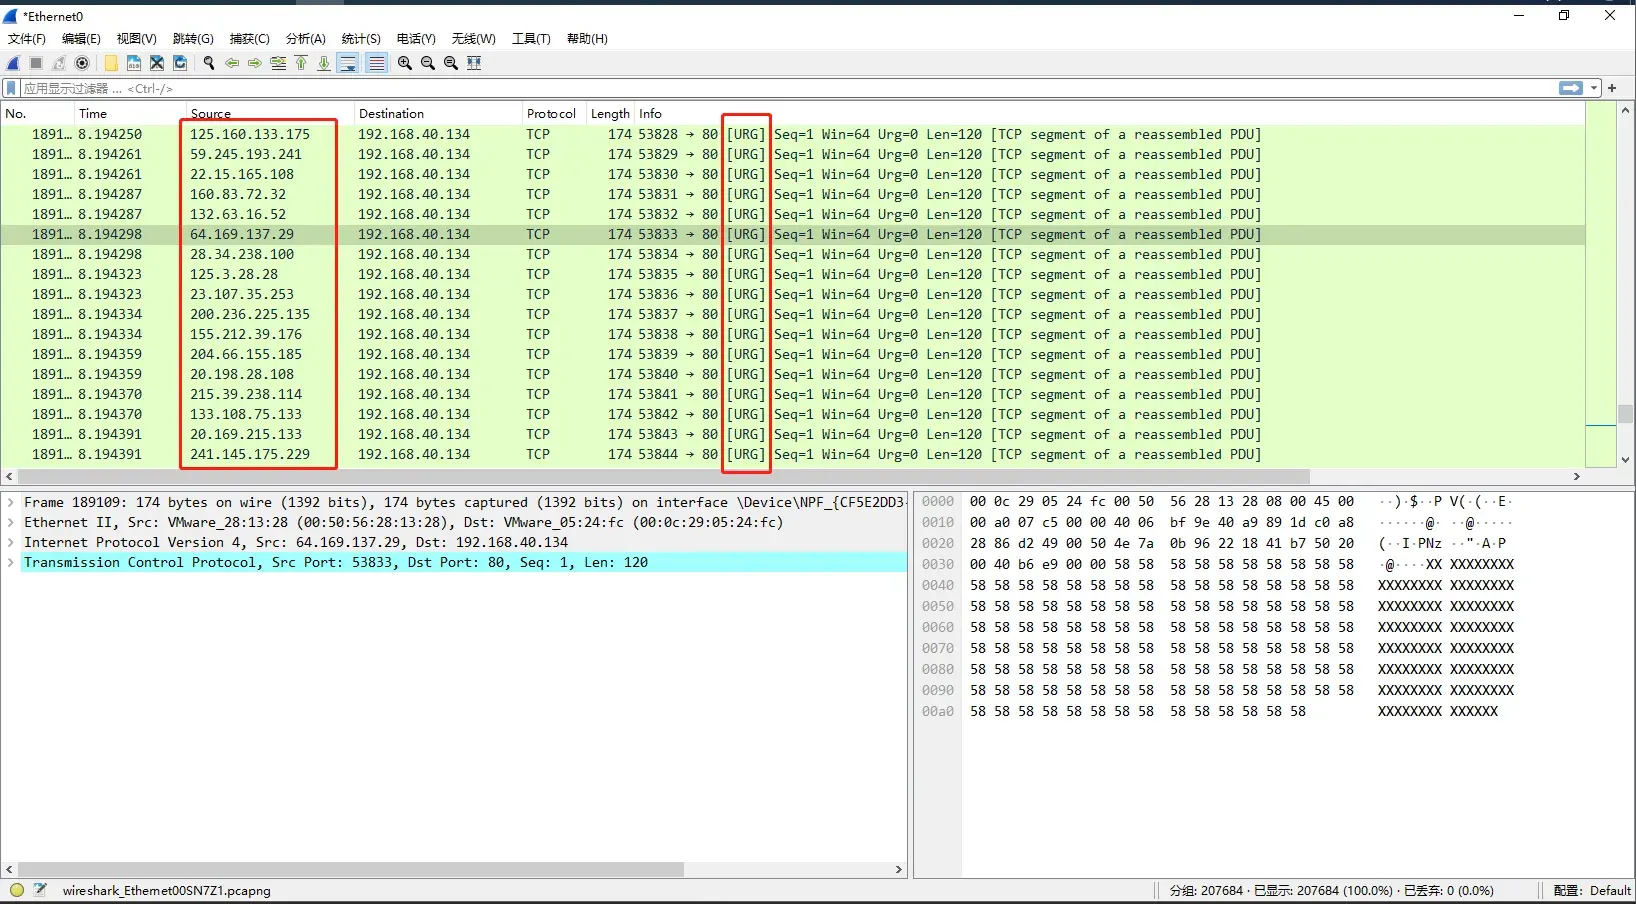 *Ethernet0
文件(F) 编辑(E) 视图(V) 跳转(G) 捕获(C) 分析(A) 统计(S) 电话(Y) 无线(W) 工具(T) 帮助(H)
应用显示过滤器 … <Ctrl-/>
No. Time Source Destination Protocol Length Info
1891… 8.194250 125.160.133.175 192.168.40.134 TCP 174 53828 → 80 [URG] Seq=1 Win=64 Urg=0 Len=120 [TCP segment of a reassembled PDU]
1891… 8.194261 59.245.193.241 192.168.40.134 TCP 174 53829 → 80 [URG] Seq=1 Win=64 Urg=0 Len=120 [TCP segment of a reassembled PDU]
1891… 8.194261 22.15.165.108 192.168.40.134 TCP 174 53830 → 80 [URG] Seq=1 Win=64 Urg=0 Len=120 [TCP segment of a reassembled PDU]
1891… 8.194287 160.83.72.32 192.168.40.134 TCP 174 53831 → 80 [URG] Seq=1 Win=64 Urg=0 Len=120 [TCP segment of a reassembled PDU]
1891… 8.194287 132.63.16.52 192.168.40.134 TCP 174 53832 → 80 [URG] Seq=1 Win=64 Urg=0 Len=120 [TCP segment of a reassembled PDU]
1891… 8.194298 64.169.137.29 192.168.40.134 TCP 174 53833 → 80 [URG] Seq=1 Win=64 Urg=0 Len=120 [TCP segment of a reassembled PDU]
1891… 8.194298 28.34.238.100 192.168.40.134 TCP 174 53834 → 80 [URG] Seq=1 Win=64 Urg=0 Len=120 [TCP segment of a reassembled PDU]
1891… 8.194323 125.3.28.28 192.168.40.134 TCP 174 53835 → 80 [URG] Seq=1 Win=64 Urg=0 Len=120 [TCP segment of a reassembled PDU]
1891… 8.194323 23.107.35.253 192.168.40.134 TCP 174 53836 → 80 [URG] Seq=1 Win=64 Urg=0 Len=120 [TCP segment of a reassembled PDU]
1891… 8.194334 200.236.225.135 192.168.40.134 TCP 174 53837 → 80 [URG] Seq=1 Win=64 Urg=0 Len=120 [TCP segment of a reassembled PDU]
1891… 8.194334 155.212.39.176 192.168.40.134 TCP 174 53838 → 80 [URG] Seq=1 Win=64 Urg=0 Len=120 [TCP segment of a reassembled PDU]
1891… 8.194359 204.66.155.185 192.168.40.134 TCP 174 53839 → 80 [URG] Seq=1 Win=64 Urg=0 Len=120 [TCP segment of a reassembled PDU]
1891… 8.194359 20.198.28.108 192.168.40.134 TCP 174 53840 → 80 [URG] Seq=1 Win=64 Urg=0 Len=120 [TCP segment of a reassembled PDU]
1891… 8.194370 215.39.238.114 192.168.40.134 TCP 174 53841 → 80 [URG] Seq=1 Win=64 Urg=0 Len=120 [TCP segment of a reassembled PDU]
1891… 8.194370 133.108.75.133 192.168.40.134 TCP 174 53842 → 80 [URG] Seq=1 Win=64 Urg=0 Len=120 [TCP segment of a reassembled PDU]
1891… 8.194391 20.169.215.133 192.168.40.134 TCP 174 53843 → 80 [URG] Seq=1 Win=64 Urg=0 Len=120 [TCP segment of a reassembled PDU]
1891… 8.194391 241.145.175.229 192.168.40.134 TCP 174 53844 → 80 [URG] Seq=1 Win=64 Urg=0 Len=120 [TCP segment of a reassembled PDU]
Frame 189109: 174 bytes on wire (1392 bits), 174 bytes captured (1392 bits) on interface \Device\NPF_{CF5E2DD3-
Ethernet II, Src: VMware_28:13:28 (00:50:56:28:13:28), Dst: VMware_05:24:fc (00:0c:29:05:24:fc)
Internet Protocol Version 4, Src: 64.169.137.29, Dst: 192.168.40.134
Transmission Control Protocol, Src Port: 53833, Dst Port: 80, Seq: 1, Len: 120
0000 00 0c 29 05 24 fc 00 50 56 28 13 28 08 00 45 00 ··)·$··P V(·(··E·
0010 00 a0 07 c5 00 00 40 06 bf 9e 40 a9 89 1d c0 a8 ······@· ··@·····
0020 28 86 d2 49 00 50 4e 7a 0b 96 22 18 41 b7 50 20 (··I·PNz ··"·A·P
0030 00 40 b6 e9 00 00 58 58 58 58 58 58 58 58 58 58 ·@····XX XXXXXXXX
0040 58 58 58 58 58 58 58 58 58 58 58 58 58 58 58 58 XXXXXXXX XXXXXXXX
0050 58 58 58 58 58 58 58 58 58 58 58 58 58 58 58 58 XXXXXXXX XXXXXXXX
0060 58 58 58 58 58 58 58 58 58 58 58 58 58 58 58 58 XXXXXXXX XXXXXXXX
0070 58 58 58 58 58 58 58 58 58 58 58 58 58 58 58 58 XXXXXXXX XXXXXXXX
0080 58 58 58 58 58 58 58 58 58 58 58 58 58 58 58 58 XXXXXXXX XXXXXXXX
0090 58 58 58 58 58 58 58 58 58 58 58 58 58 58 58 58 XXXXXXXX XXXXXXXX
00a0 58 58 58 58 58 58 58 58 58 58 58 58 58 58 XXXXXXXX XXXXXX
wireshark_Ethernet00SN7Z1.pcapng 分组: 207684 · 已显示: 207684 (100.0%) · 已丢弃: 0 (0.0%) 配置: Default